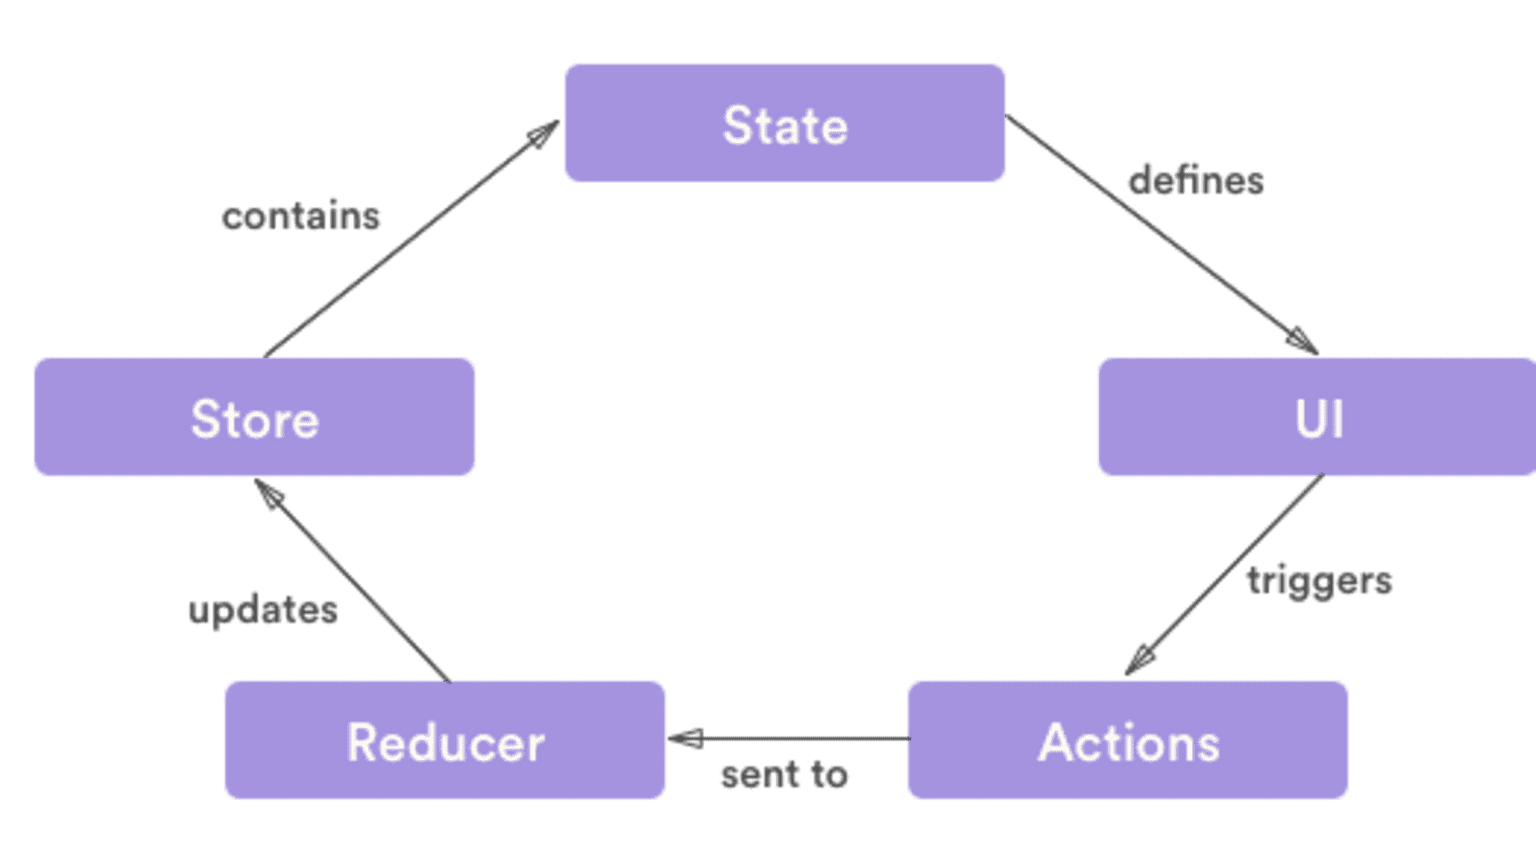 State
defines
contains
Store
UI
triggers
updates
Reducer
Actions
sent to